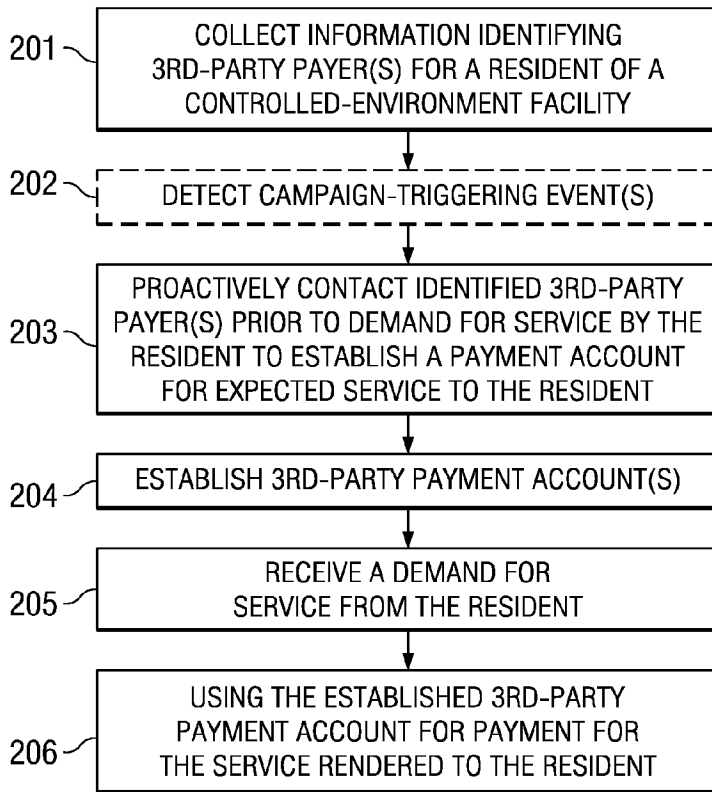 201
COLLECT INFORMATION IDENTIFYING
3RD-PARTY PAYER(S) FOR A RESIDENT OF A
CONTROLLED-ENVIRONMENT FACILITY
202
DETECT CAMPAIGN-TRIGGERING EVENT(S)
203
PROACTIVELY CONTACT IDENTIFIED 3RD-PARTY
PAYER(S) PRIOR TO DEMAND FOR SERVICE BY THE
RESIDENT TO ESTABLISH A PAYMENT ACCOUNT
FOR EXPECTED SERVICE TO THE RESIDENT
204
ESTABLISH 3RD-PARTY PAYMENT ACCOUNT(S)
205
RECEIVE A DEMAND FOR
SERVICE FROM THE RESIDENT
206
USING THE ESTABLISHED 3RD-PARTY
PAYMENT ACCOUNT FOR PAYMENT FOR
THE SERVICE RENDERED TO THE RESIDENT